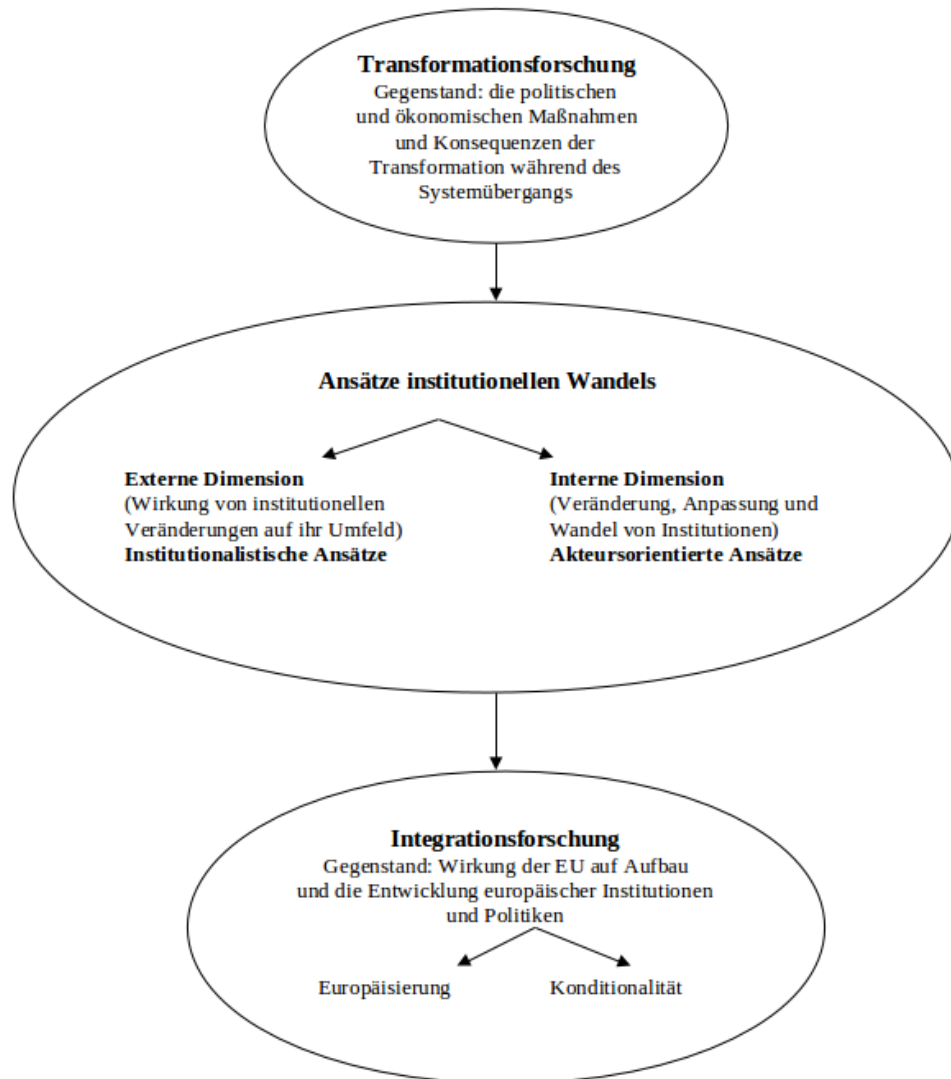 Transformationsforschung
Gegenstand: die politischen
und ökonomischen Maßnahmen
und Konsequenzen der
Transformation während des
Systemübergangs
Ansätze institutionellen Wandels
Externe Dimension
(Wirkung von institutionellen
Veränderungen auf ihr Umfeld)
Institutionalistische Ansätze
Interne Dimension
(Veränderung, Anpassung und
Wandel von Institutionen)
Akteursorientierte Ansätze
Integrationsforschung
Gegenstand: Wirkung der EU auf Aufbau
und die Entwicklung europäischer Institutionen
und Politiken
Europäisierung
Konditionalität